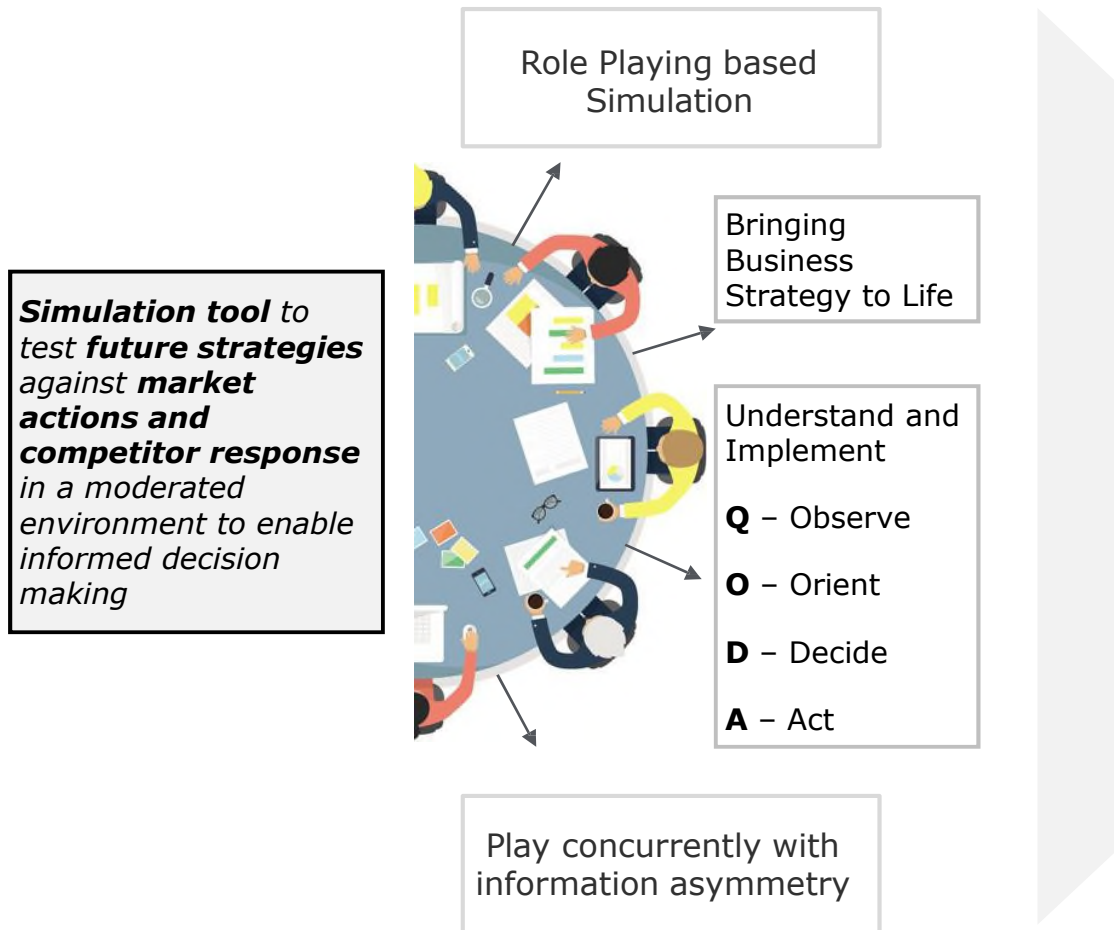 Role Playing based
Simulation
Simulation tool to
test future strategies
against market
actions and
competitor response
in a moderated
environment to enable
informed decision
making
Bringing
Business
Strategy to Life
Understand and
Implement
Q – Observe
O – Orient
D – Decide
A – Act
Play concurrently with
information asymmetry